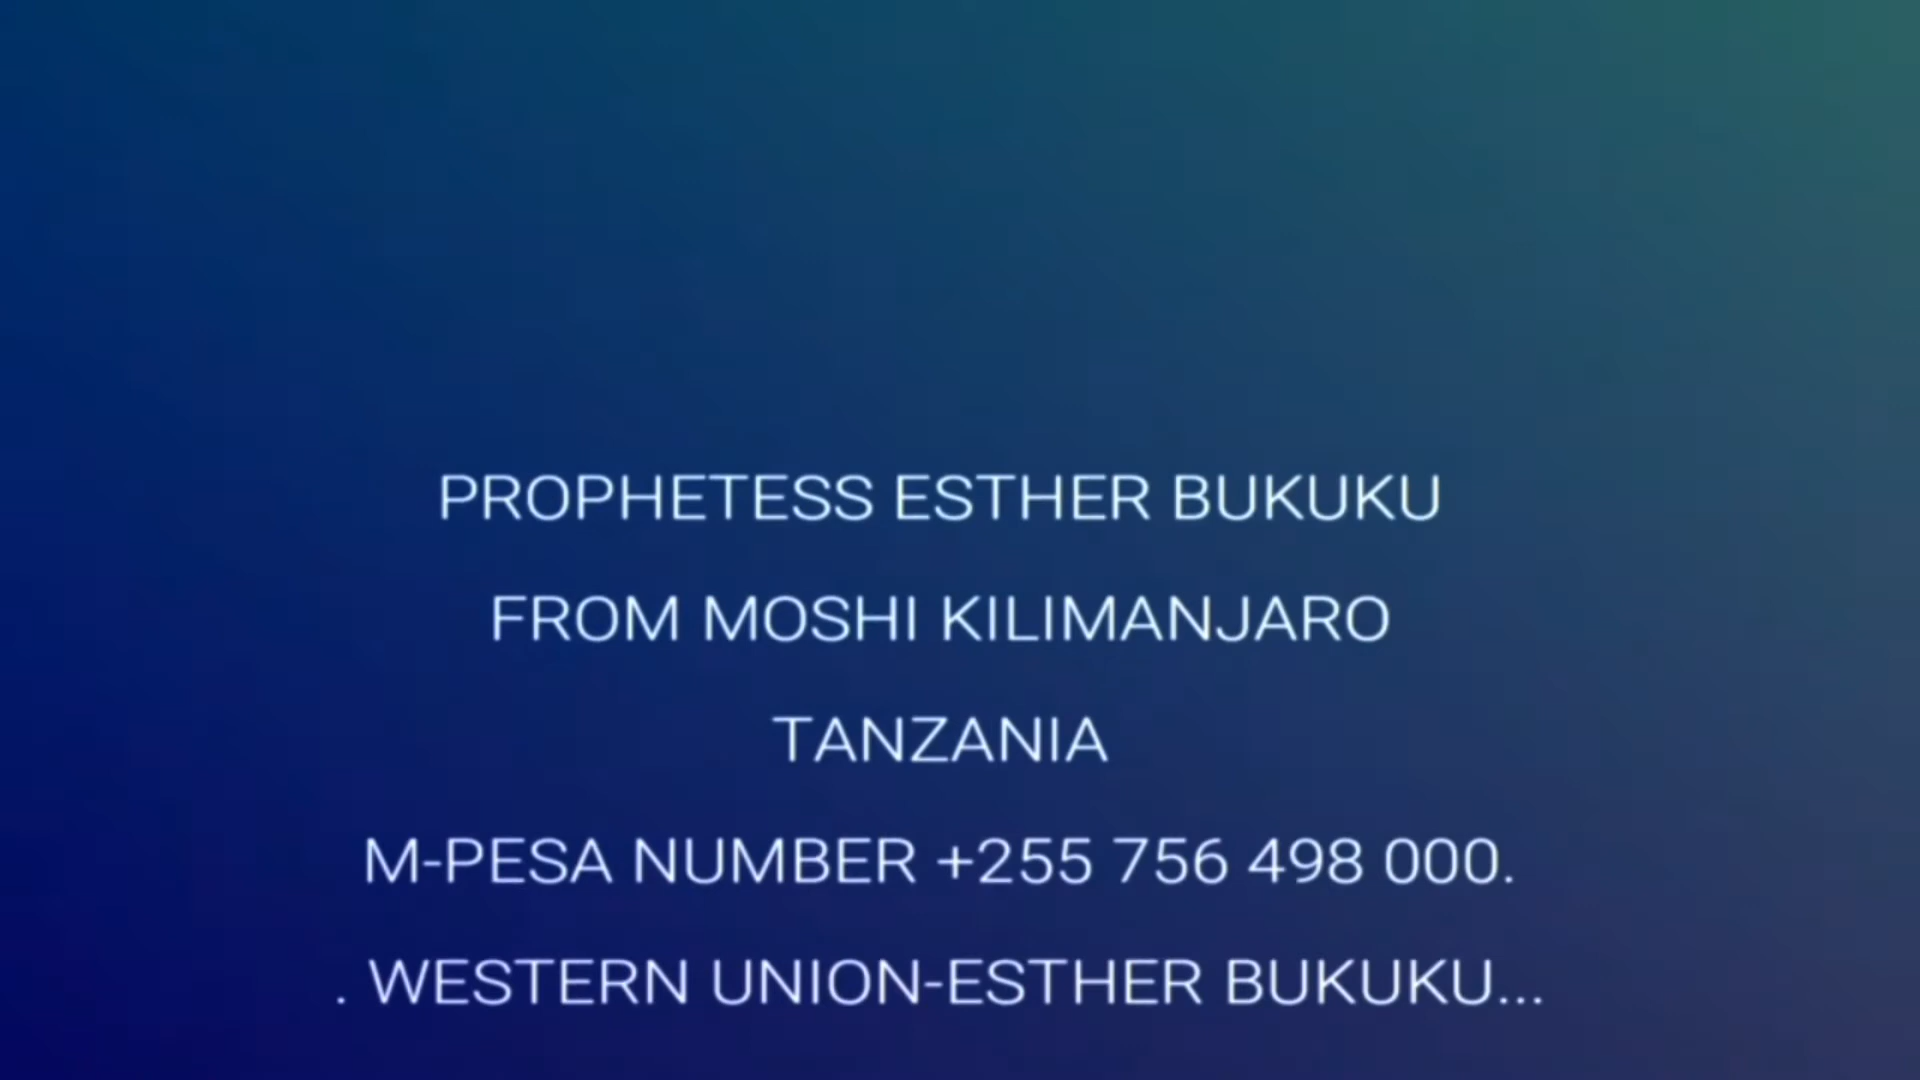 PROPHETESS ESTHER BUKUKU
FROM MOSHI KILIMANJARO
TANZANIA
M-PESA NUMBER +255 756 498 000.
. WESTERN UNION-ESTHER BUKUKU...